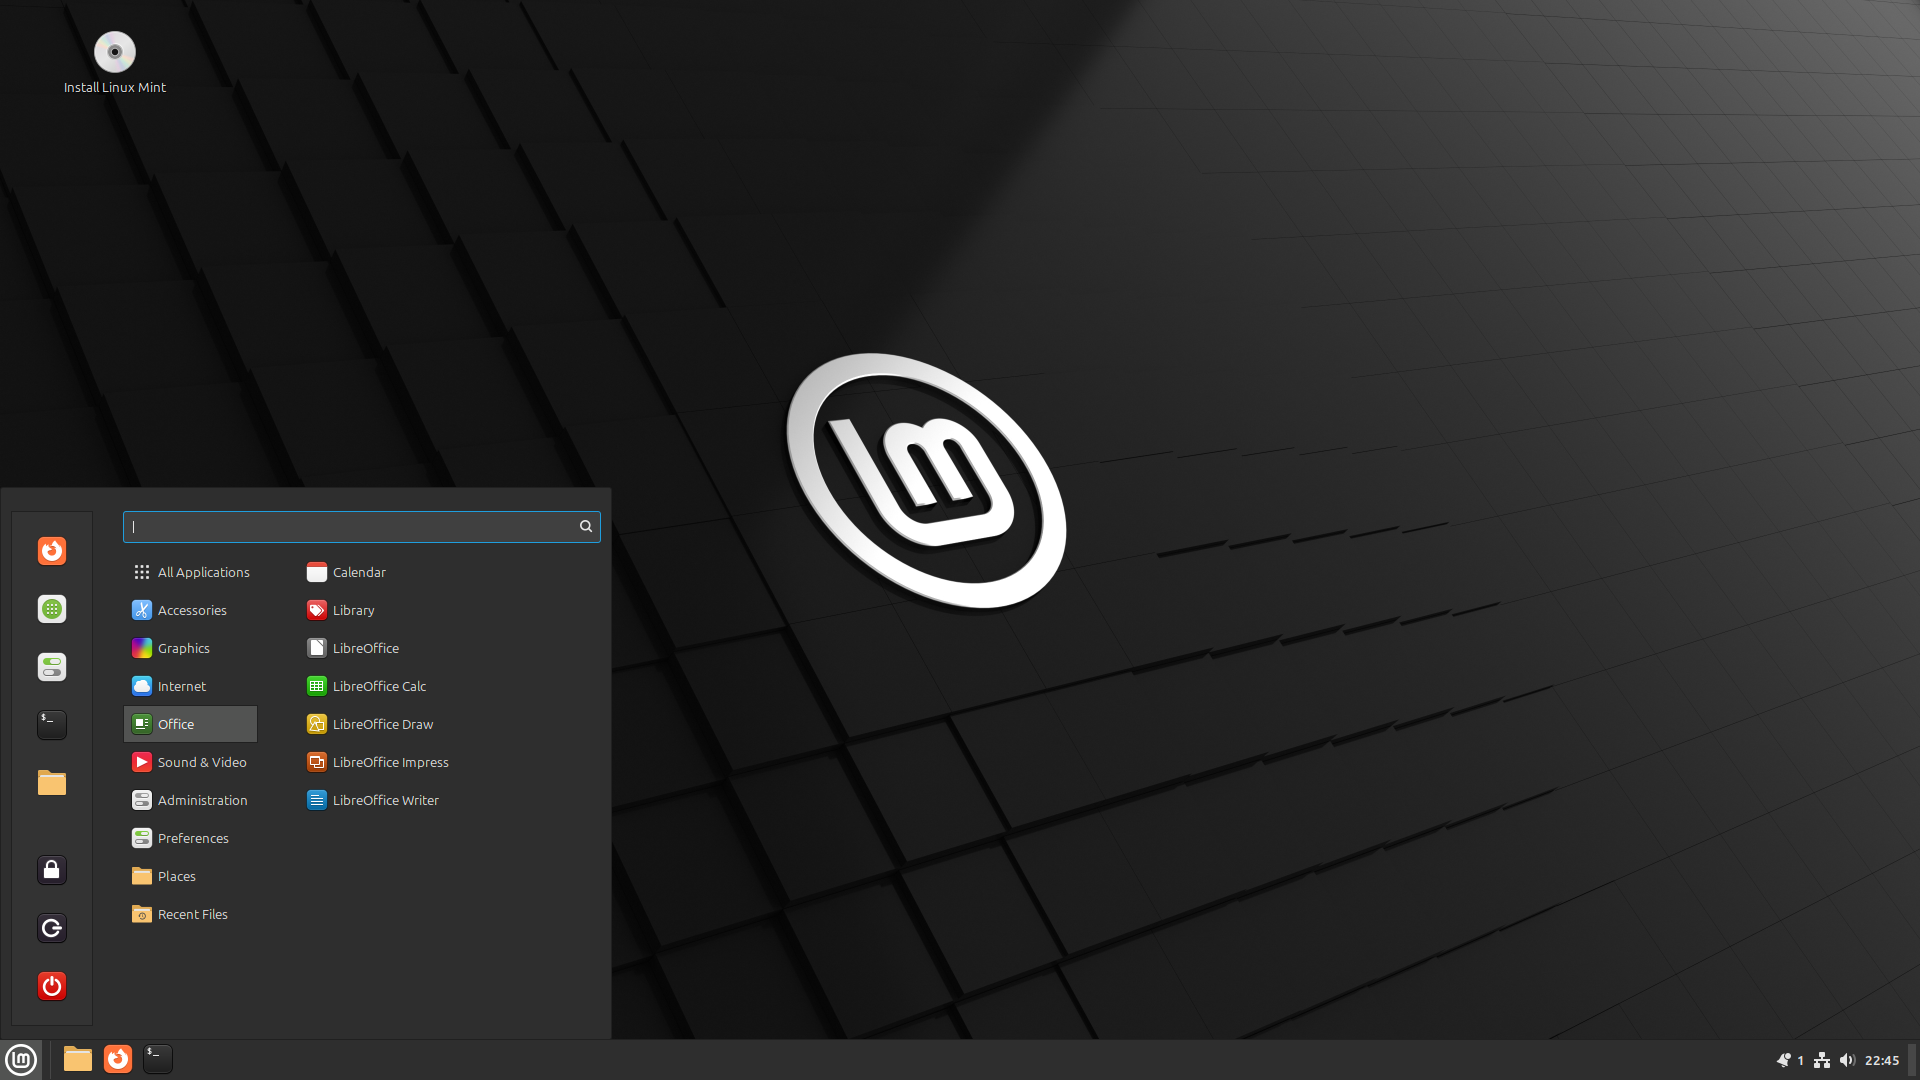 Install Linux Mint
All Applications
Accessories
Graphics
Internet
Office
Sound & Video
Administration
Preferences
Places
Recent Files
Calendar
Library
LibreOffice
LibreOffice Calc
LibreOffice Draw
LibreOffice Impress
LibreOffice Writer
1
22:45